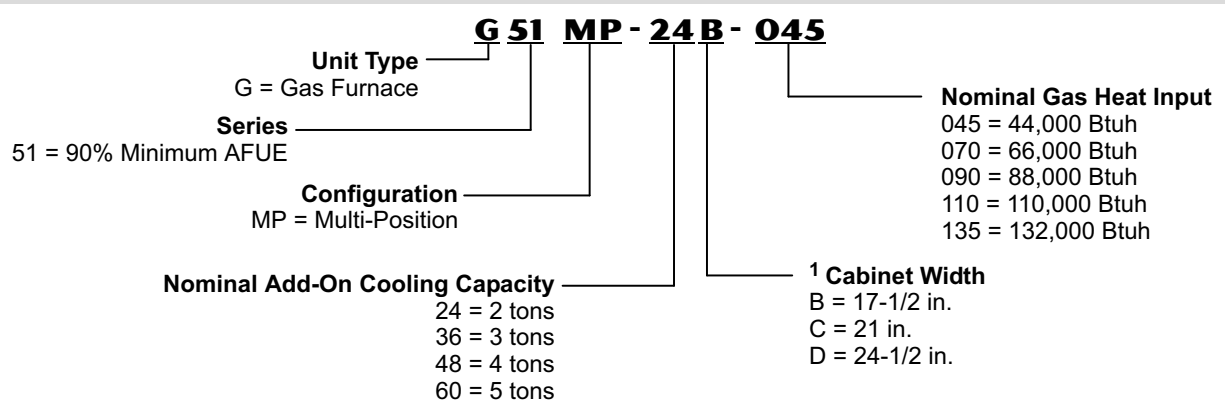 G 51 MP - 24 B - 045
Unit Type
G = Gas Furnace
Series
51 = 90% Minimum AFUE
Configuration
MP = Multi-Position
Nominal Add-On Cooling Capacity
24 = 2 tons
36 = 3 tons
48 = 4 tons
60 = 5 tons
Nominal Gas Heat Input
045 = 44,000 Btuh
070 = 66,000 Btuh
090 = 88,000 Btuh
110 = 110,000 Btuh
135 = 132,000 Btuh
1 Cabinet Width
B = 17-1/2 in.
C = 21 in.
D = 24-1/2 in.